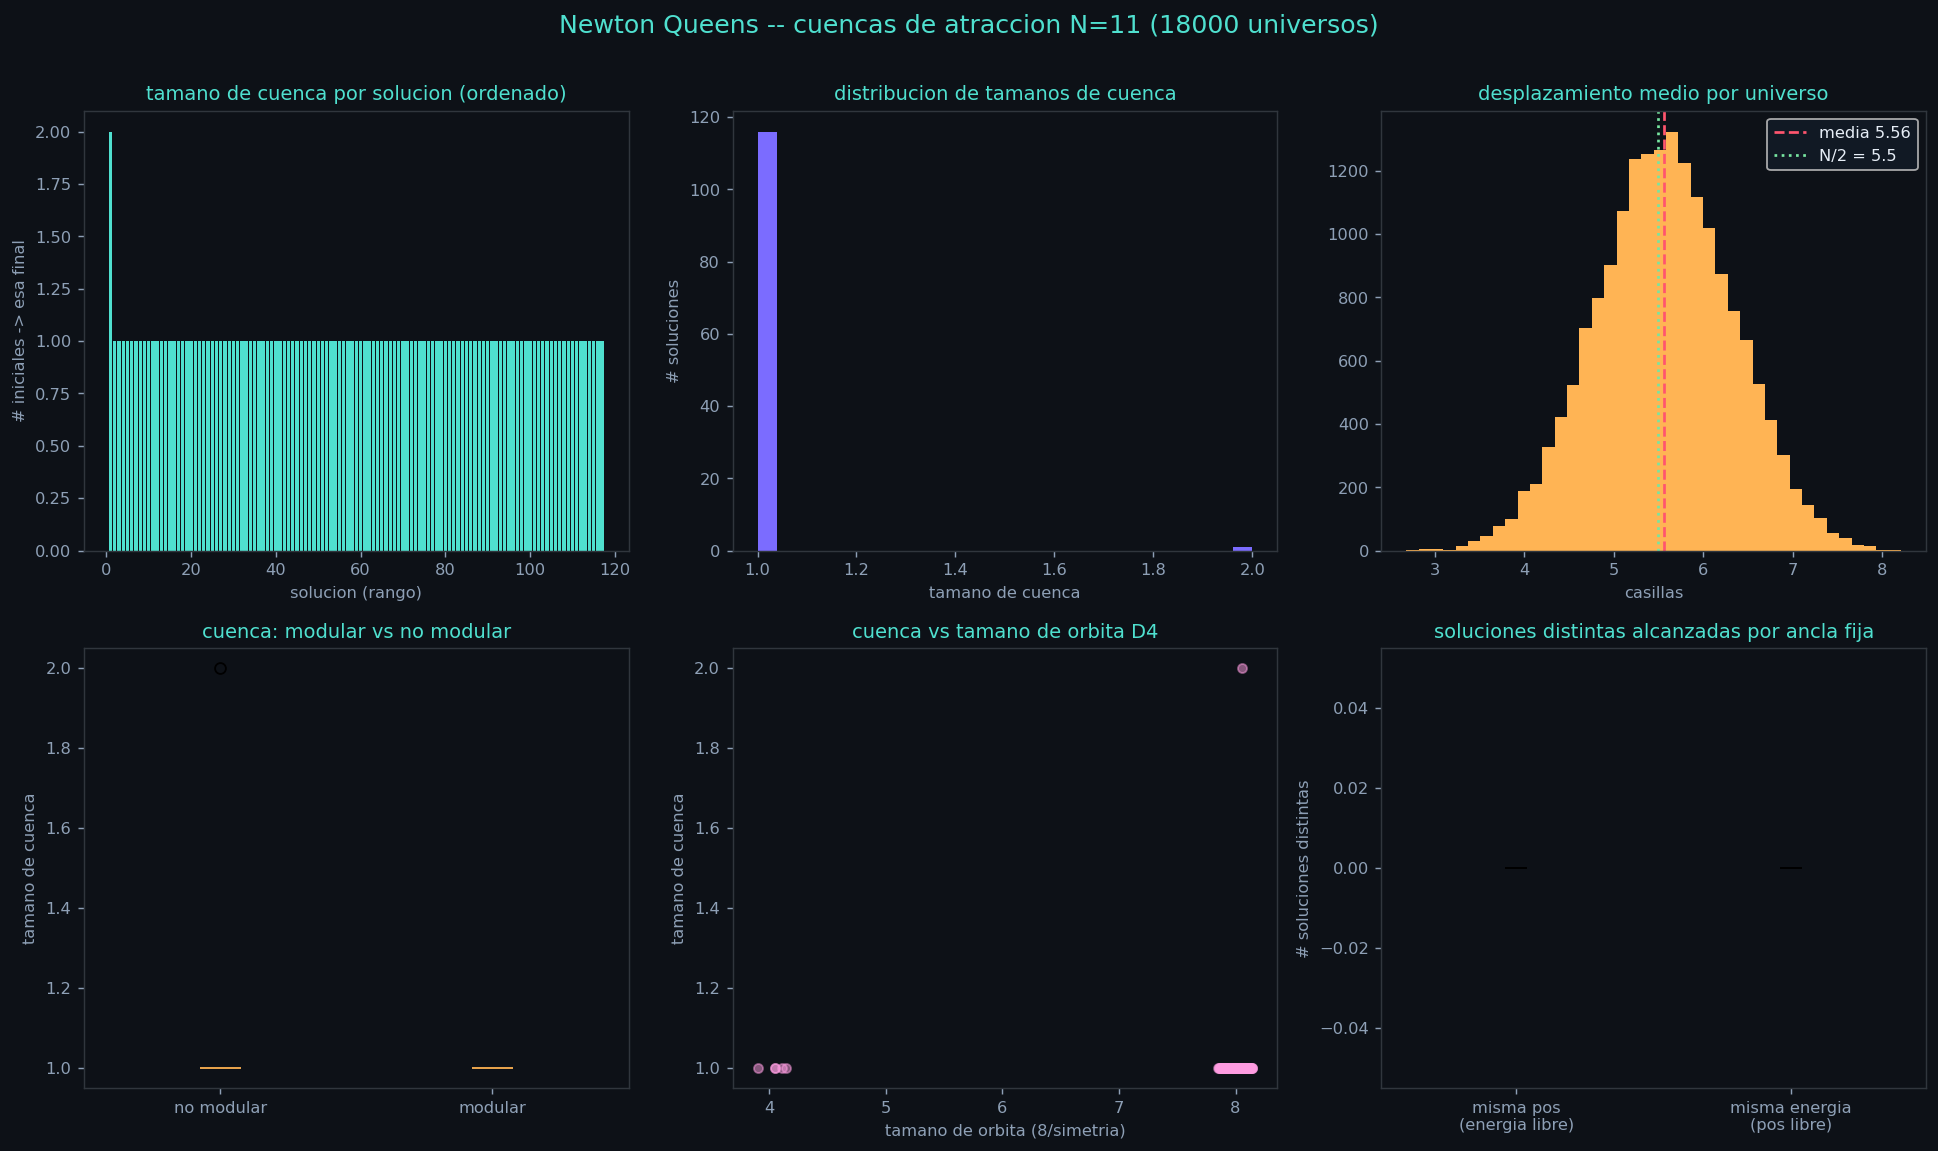 Newton Queens -- cuencas de atraccion N=11 (18000 universos)
tamano de cuenca por solucion (ordenado)
# iniciales -> esa final
2.00
1.75
1.50
1.25
1.00
0.75
0.50
0.25
0.00
0
20
40
60
80
100
120
solucion (rango)
distribucion de tamanos de cuenca
# soluciones
120
100
80
60
40
20
0
1.0
1.2
1.4
1.6
1.8
2.0
tamano de cuenca
desplazamiento medio por universo
media 5.56
N/2 = 5.5
1200
1000
800
600
400
200
0
3
4
5
6
7
8
casillas
cuenca: modular vs no modular
tamano de cuenca
2.0
1.8
1.6
1.4
1.2
1.0
no modular
modular
cuenca vs tamano de orbita D4
tamano de cuenca
2.0
1.8
1.6
1.4
1.2
1.0
4
5
6
7
8
tamano de orbita (8/simetria)
soluciones distintas alcanzadas por ancla fija
# soluciones distintas
0.04
0.02
0.00
−0.02
−0.04
misma pos
(energia libre)
misma energia
(pos libre)